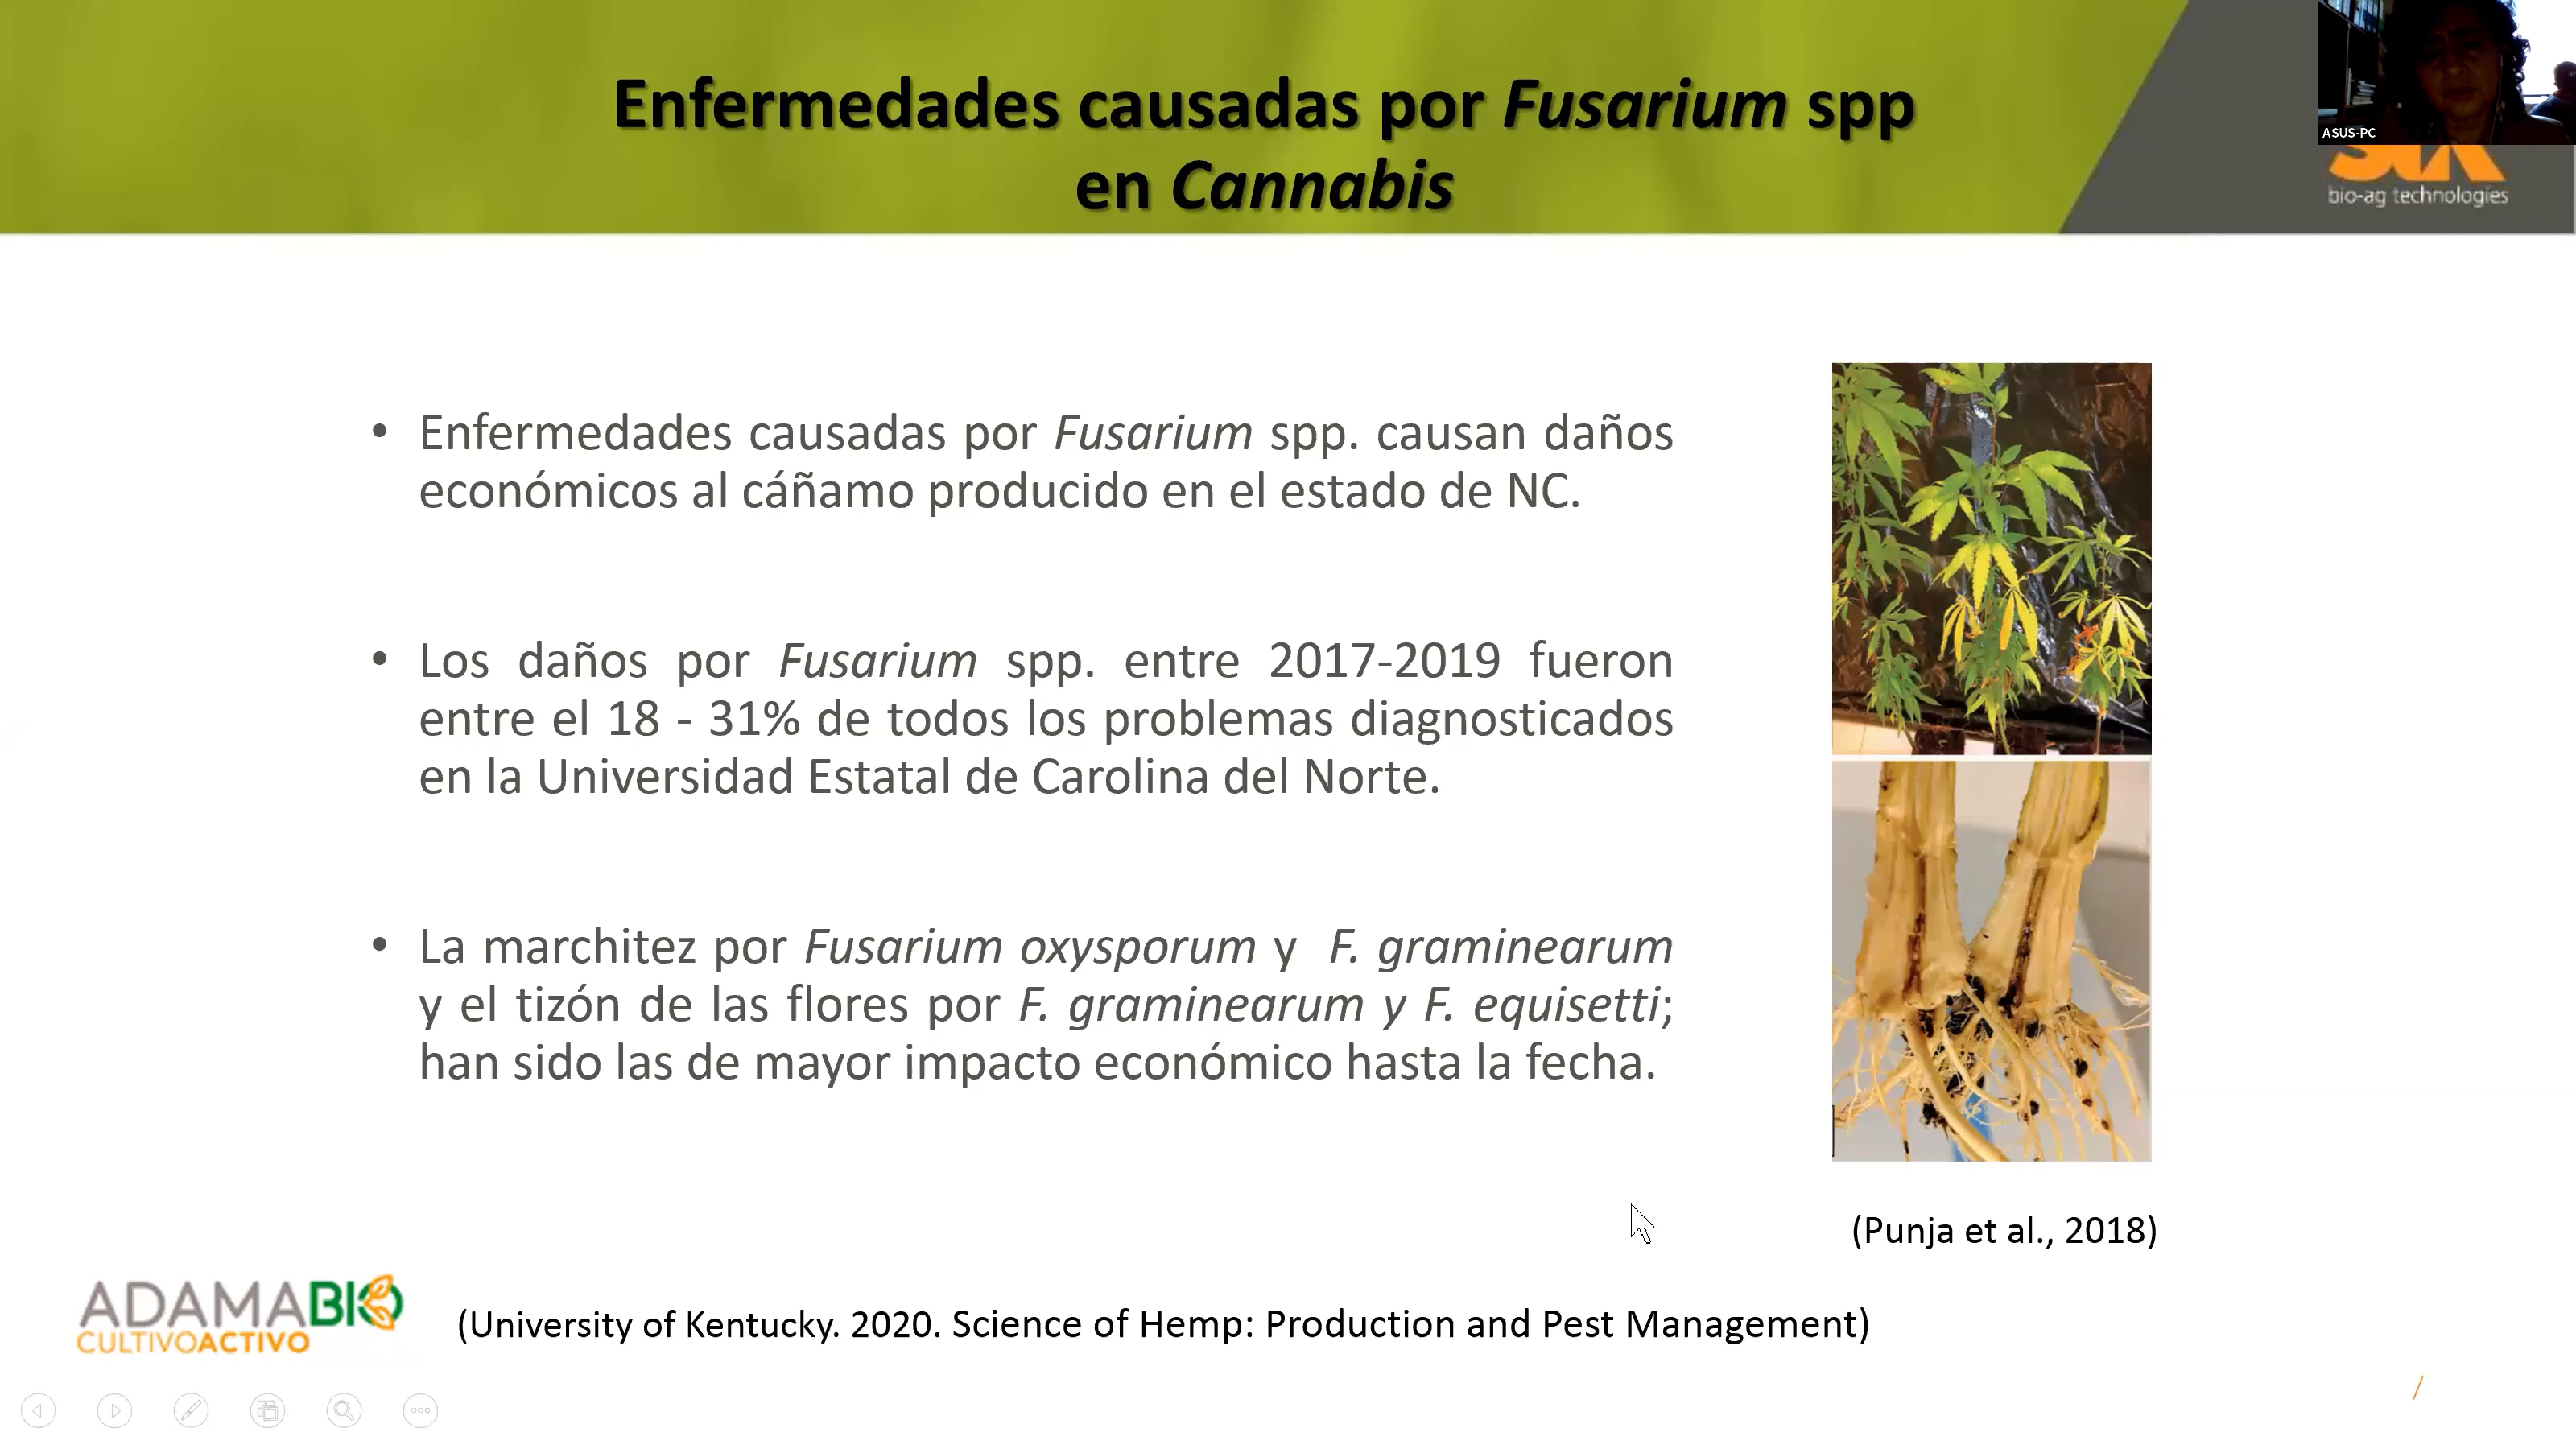 Enfermedades causadas por Fusarium spp
en Cannabis
ASUS-PC
bio-ag technologies
• Enfermedades causadas por Fusarium spp. causan daños
económicos al cáñamo producido en el estado de NC.
• Los daños por Fusarium spp. entre 2017-2019 fueron
entre el 18 - 31% de todos los problemas diagnosticados
en la Universidad Estatal de Carolina del Norte.
• La marchitez por Fusarium oxysporum y F. graminearum
y el tizón de las flores por F. graminearum y F. equisetti;
han sido las de mayor impacto económico hasta la fecha.
(Punja et al., 2018)
ADAMABIO
CULTIVOACTIVO
(University of Kentucky. 2020. Science of Hemp: Production and Pest Management)
/